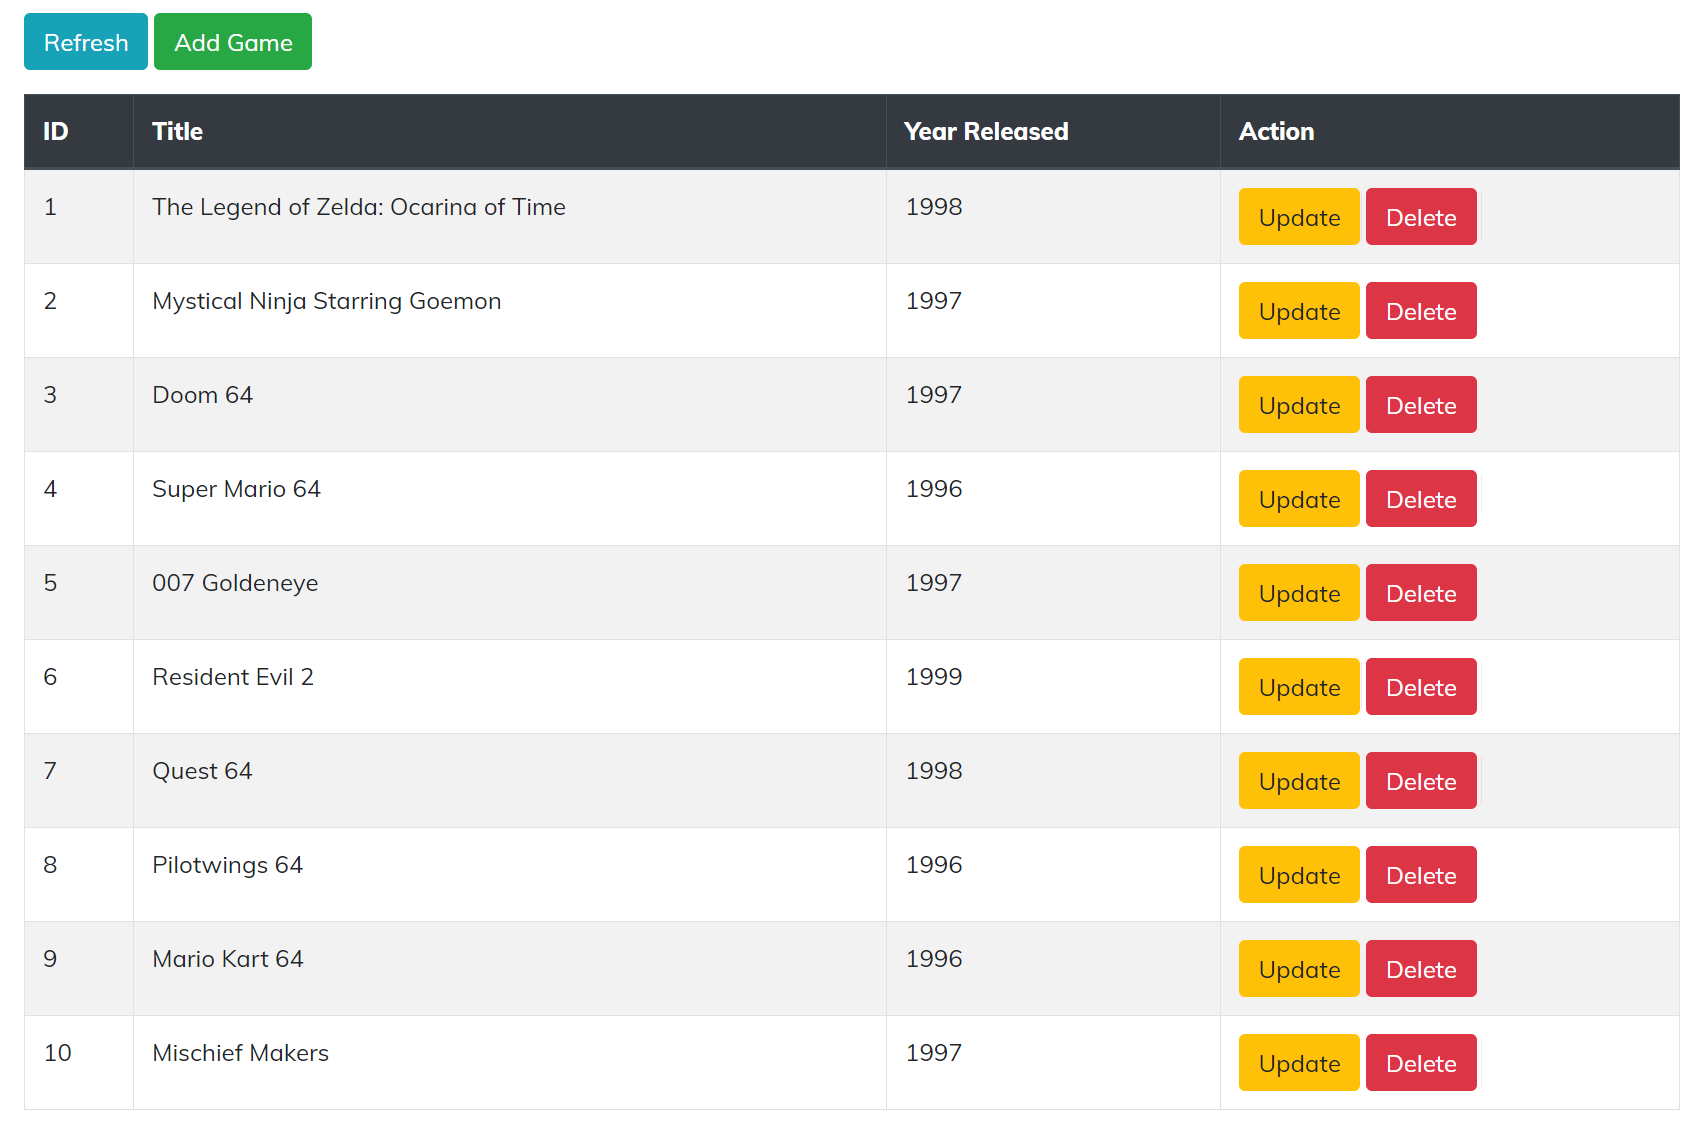 Refresh Add Game
ID Title Year Released Action
1 The Legend of Zelda: Ocarina of Time 1998 Update Delete
2 Mystical Ninja Starring Goemon 1997 Update Delete
3 Doom 64 1997 Update Delete
4 Super Mario 64 1996 Update Delete
5 007 Goldeneye 1997 Update Delete
6 Resident Evil 2 1999 Update Delete
7 Quest 64 1998 Update Delete
8 Pilotwings 64 1996 Update Delete
9 Mario Kart 64 1996 Update Delete
10 Mischief Makers 1997 Update Delete